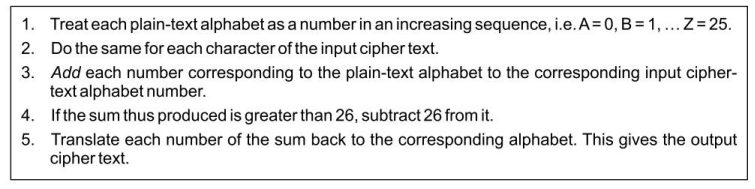 1. Treat each plain-text alphabet as a number in an increasing sequence, i.e. A = 0, B = 1, … Z = 25.
2. Do the same for each character of the input cipher text.
3. Add each number corresponding to the plain-text alphabet to the corresponding input cipher-
text alphabet number.
4. If the sum thus produced is greater than 26, subtract 26 from it.
5. Translate each number of the sum back to the corresponding alphabet. This gives the output
cipher text.